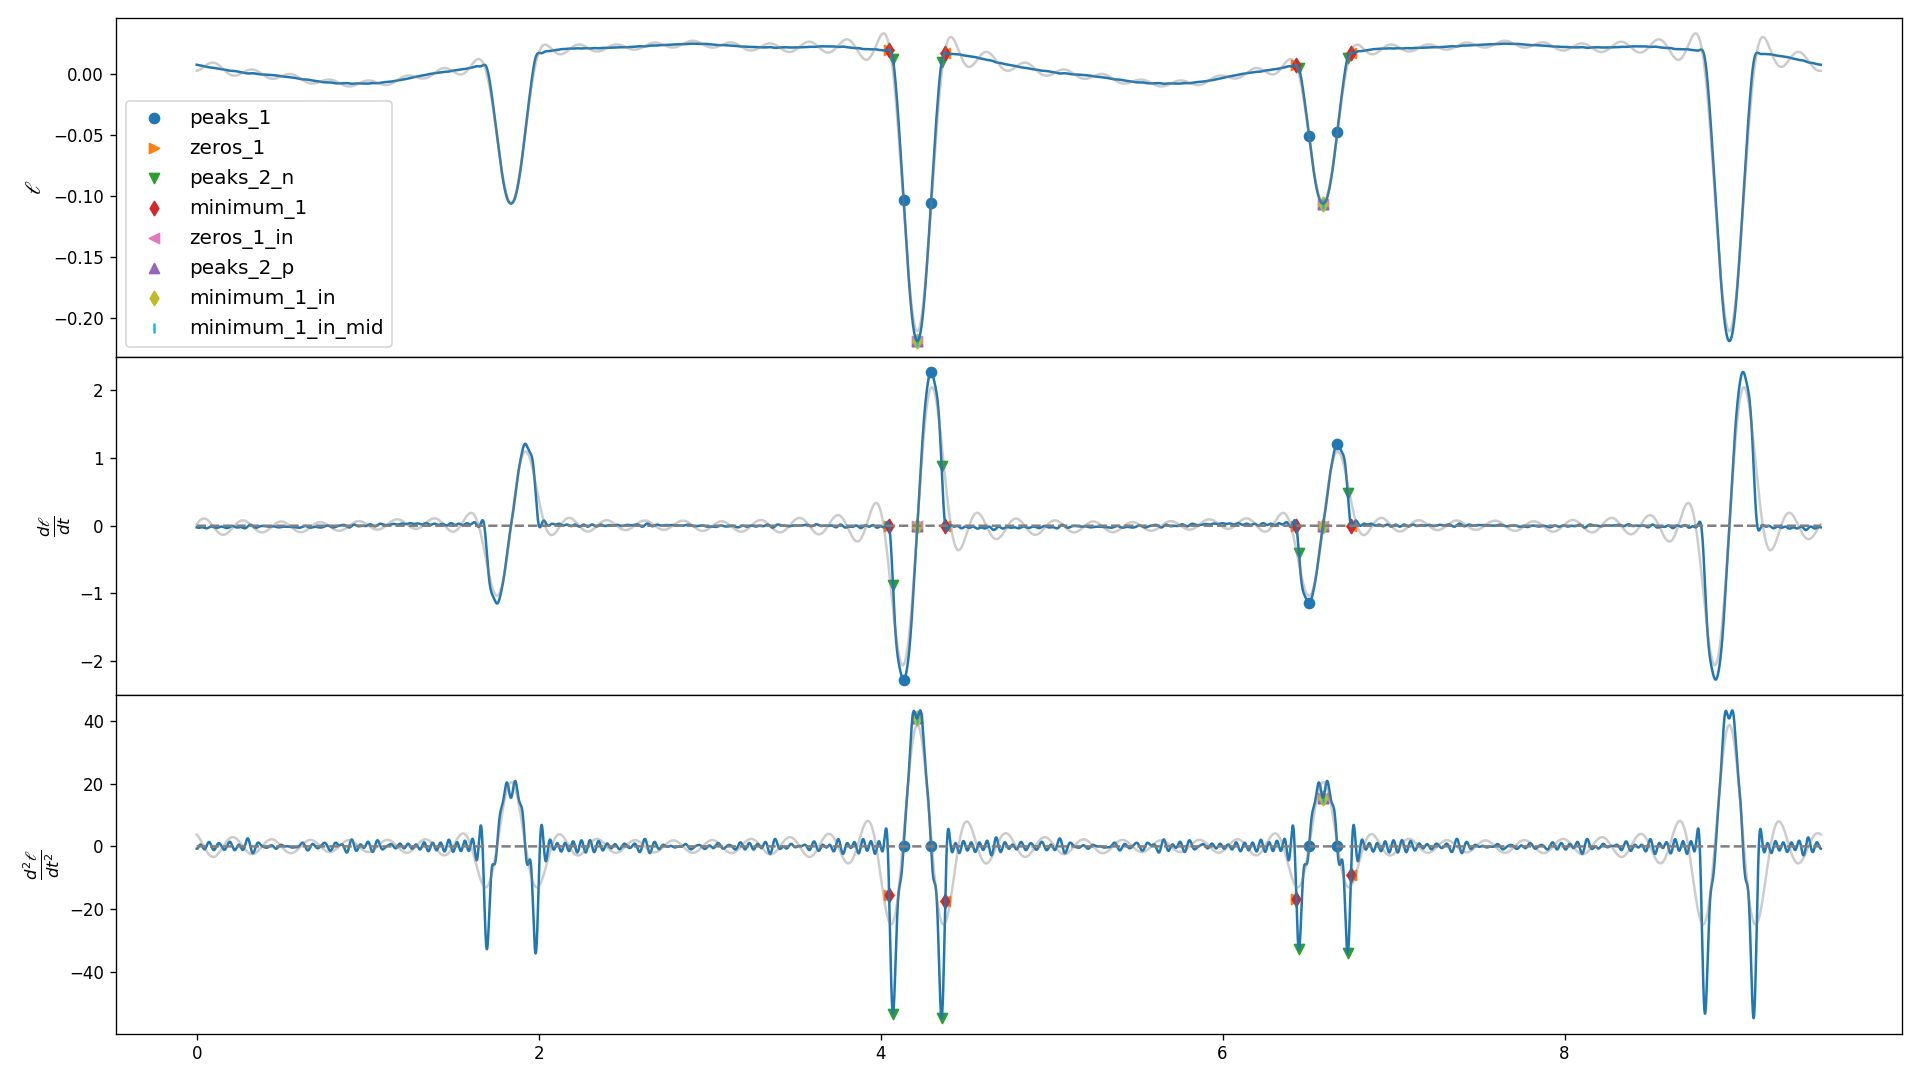 0.00
−0.05
−0.10
−0.15
−0.20
ℓ
peaks_1
zeros_1
peaks_2_n
minimum_1
zeros_1_in
peaks_2_p
minimum_1_in
minimum_1_in_mid
2
1
0
−1
−2
dℓ/dt
40
20
0
−20
−40
d²ℓ/dt²
0 2 4 6 8